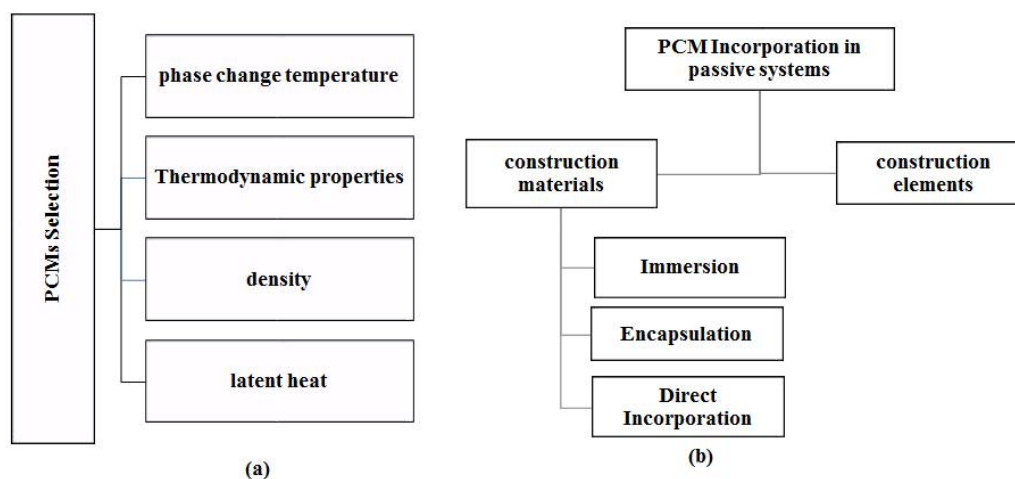 PCMs Selection
phase change temperature
Thermodynamic properties
density
latent heat
(a)
PCM Incorporation in
passive systems
construction
materials
construction
elements
Immersion
Encapsulation
Direct
Incorporation
(b)